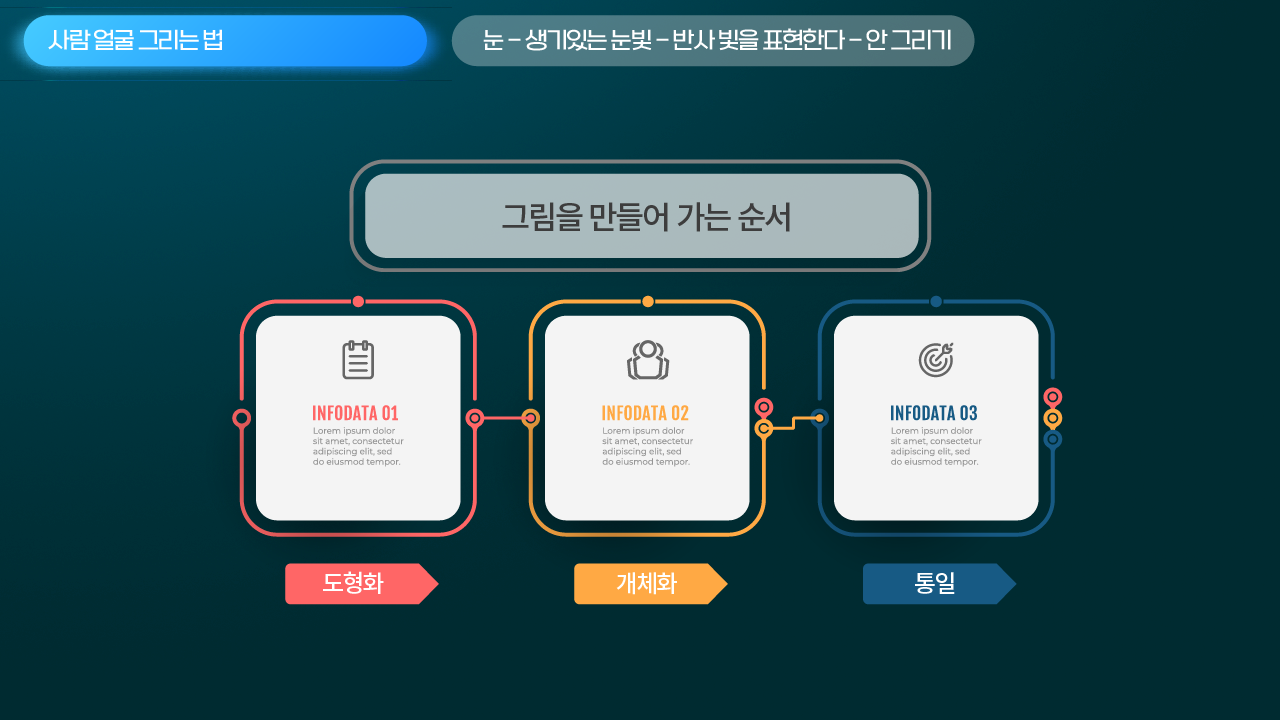 사람 얼굴 그리는 법
눈 – 생기있는 눈빛 – 반사 빛을 표현한다 – 안 그리기
그림을 만들어 가는 순서
INFODATA 01
Lorem ipsum dolor
sit amet, consectetur
adipiscing elit, sed
do eiusmod tempor.
INFODATA 02
Lorem ipsum dolor
sit amet, consectetur
adipiscing elit, sed
do eiusmod tempor.
INFODATA 03
Lorem ipsum dolor
sit amet, consectetur
adipiscing elit, sed
do eiusmod tempor.
도형화
개체화
통일